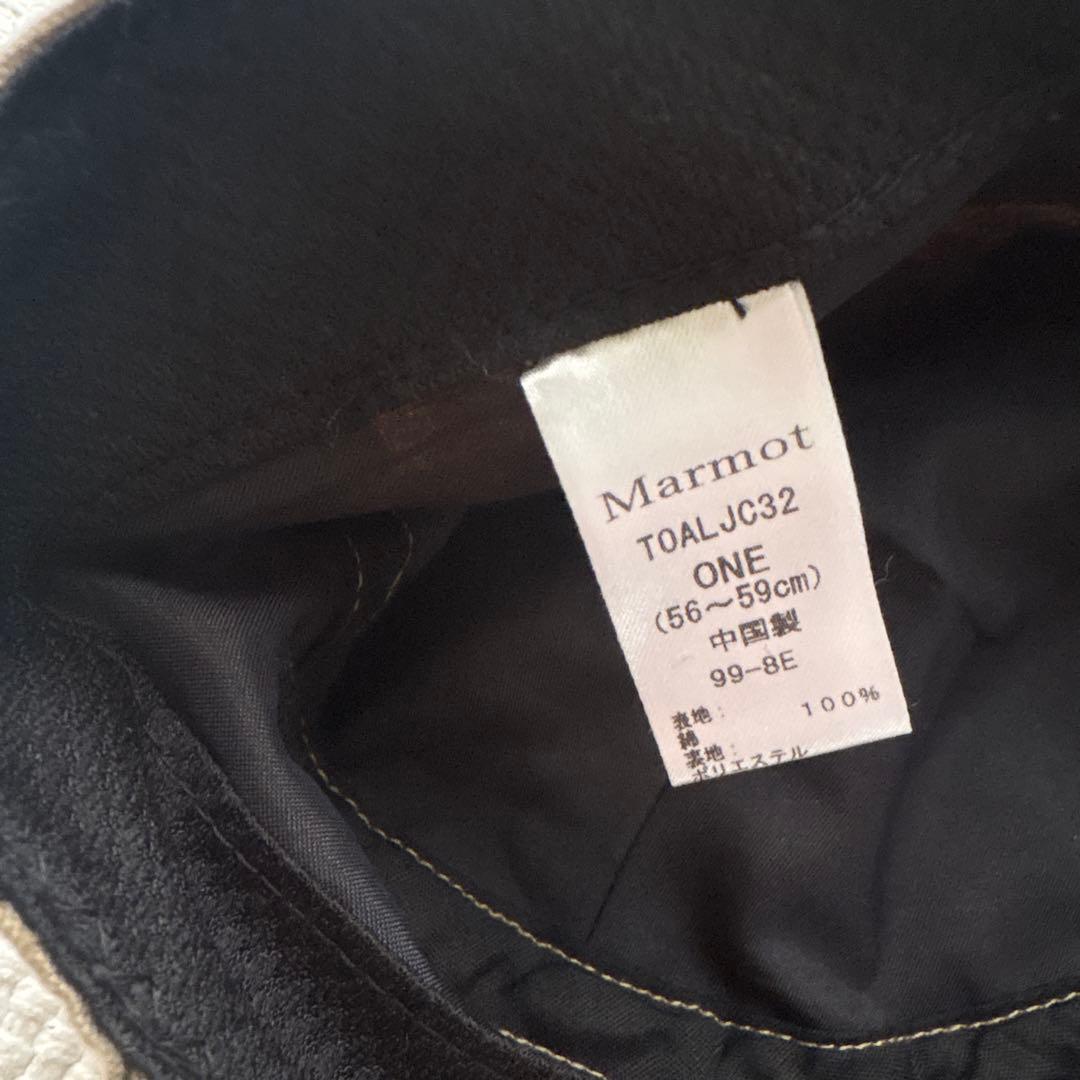 Marmot
TOALJC32
ONE
(56～59cm)
中国製
99-8E
表地: 100%
綿
裏地:
ポリエステル